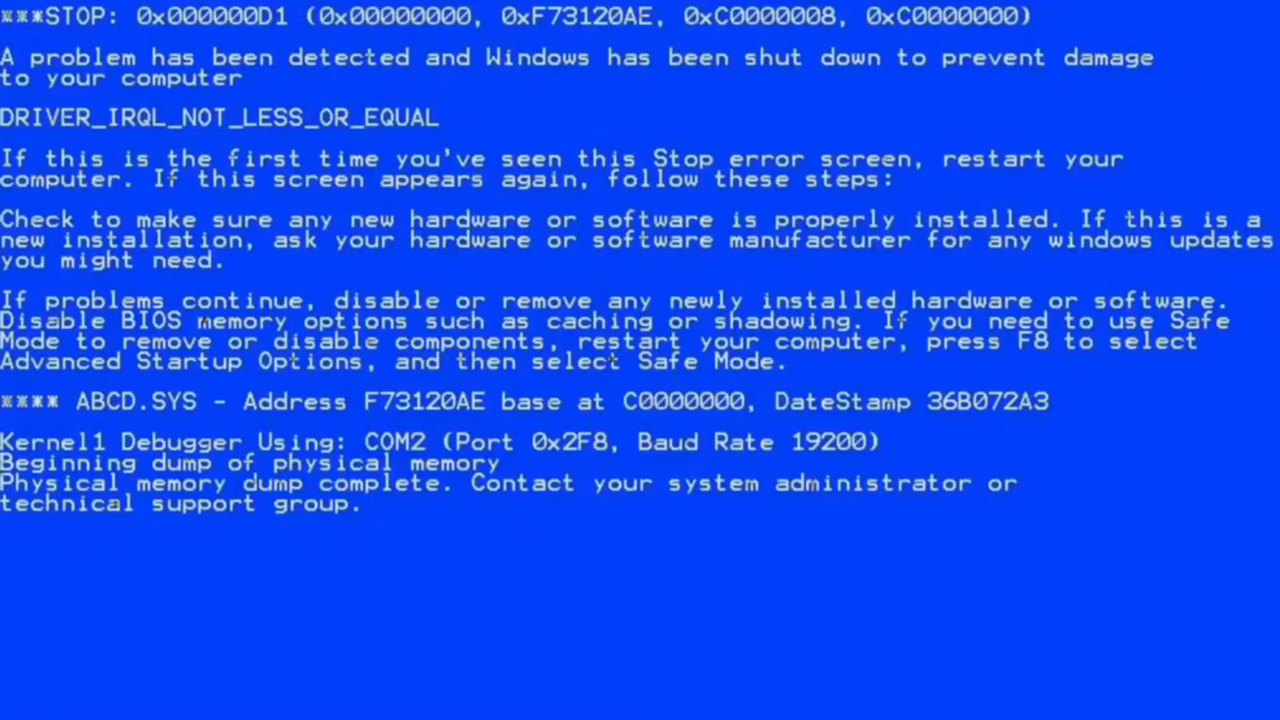 ***STOP: 0x000000D1 (0x00000000, 0xF73120AE, 0xC0000008, 0xC0000000)
A problem has been detected and Windows has been shut down to prevent damage
to your computer
DRIVER_IRQL_NOT_LESS_OR_EQUAL
If this is the first time you've seen this Stop error screen, restart your
computer. If this screen appears again, follow these steps:
Check to make sure any new hardware or software is properly installed. If this is a
new installation, ask your hardware or software manufacturer for any windows updates
you might need.
If problems continue, disable or remove any newly installed hardware or software.
Disable BIOS memory options such as caching or shadowing. If you need to use Safe
Mode to remove or disable components, restart your computer, press F8 to select
Advanced Startup Options, and then select Safe Mode.
**** ABCD.SYS - Address F73120AE base at C0000000, DateStamp 36B072A3
Kernel1 Debugger Using: COM2 (Port 0x2F8, Baud Rate 19200)
Beginning dump of physical memory
Physical memory dump complete. Contact your system administrator or
technical support group.